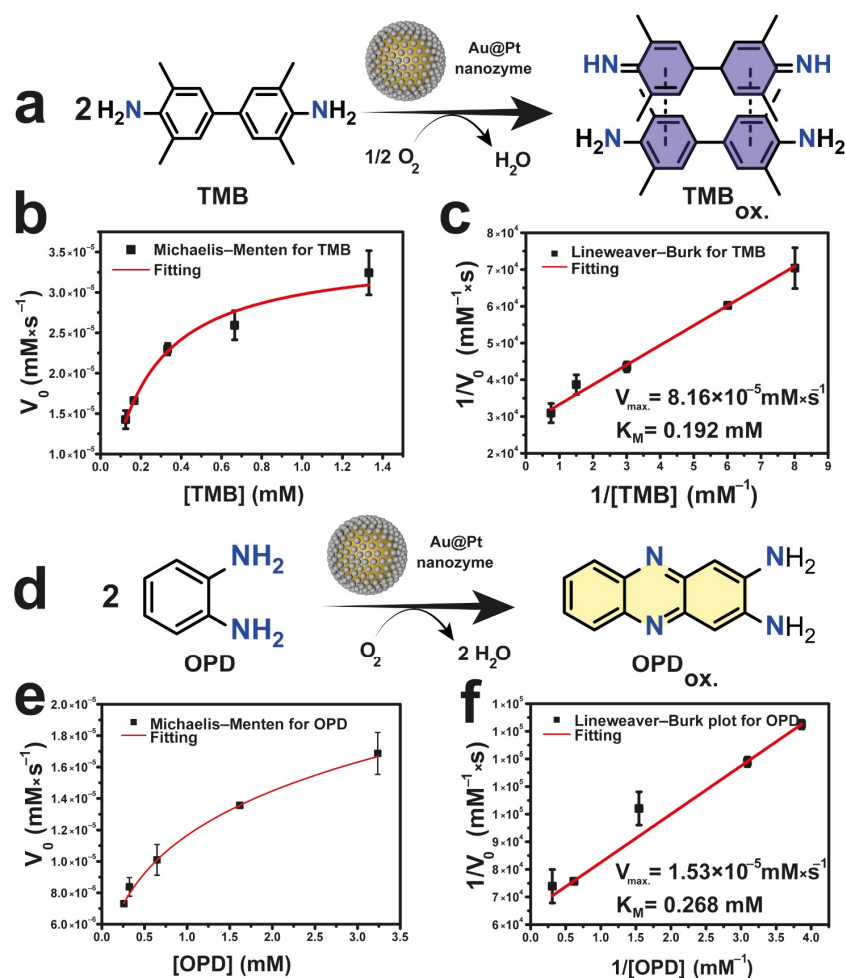 a
2 H₂N
NH₂
TMB
Au@Pt
nanozyme
1/2 O₂
H₂O
HN
NH
H₂N
NH₂
TMB ox.
b
Michaelis–Menten for TMB
Fitting
V₀ (mM×s⁻¹)
3.5×10⁻⁵
3.0×10⁻⁵
2.5×10⁻⁵
2.0×10⁻⁵
1.5×10⁻⁵
1.0×10⁻⁵
0.0 0.2 0.4 0.6 0.8 1.0 1.2 1.4
[TMB] (mM)
c
Lineweaver–Burk for TMB
Fitting
1/V₀ (mM⁻¹×s)
8×10⁴
7×10⁴
6×10⁴
5×10⁴
4×10⁴
3×10⁴
2×10⁴
Vmax. = 8.16×10⁻⁵ mM×s⁻¹
KM = 0.192 mM
0 1 2 3 4 5 6 7 8 9
1/[TMB] (mM⁻¹)
d
2
NH₂
NH₂
OPD
Au@Pt
nanozyme
O₂
2 H₂O
N
N
NH₂
NH₂
OPD ox.
e
Michaelis–Menten for OPD
Fitting
V₀ (mM×s⁻¹)
2.0×10⁻⁵
1.8×10⁻⁵
1.6×10⁻⁵
1.4×10⁻⁵
1.2×10⁻⁵
1.0×10⁻⁵
8.0×10⁻⁶
6.0×10⁻⁶
0.0 0.5 1.0 1.5 2.0 2.5 3.0 3.5
[OPD] (mM)
f
Lineweaver–Burk plot for OPD
Fitting
1/V₀ (mM⁻¹×s)
1×10⁵
1×10⁵
1×10⁵
1×10⁵
9×10⁴
8×10⁴
7×10⁴
6×10⁴
Vmax. = 1.53×10⁻⁵ mM×s⁻¹
KM = 0.268 mM
0.0 0.5 1.0 1.5 2.0 2.5 3.0 3.5 4.0
1/[OPD] (mM⁻¹)